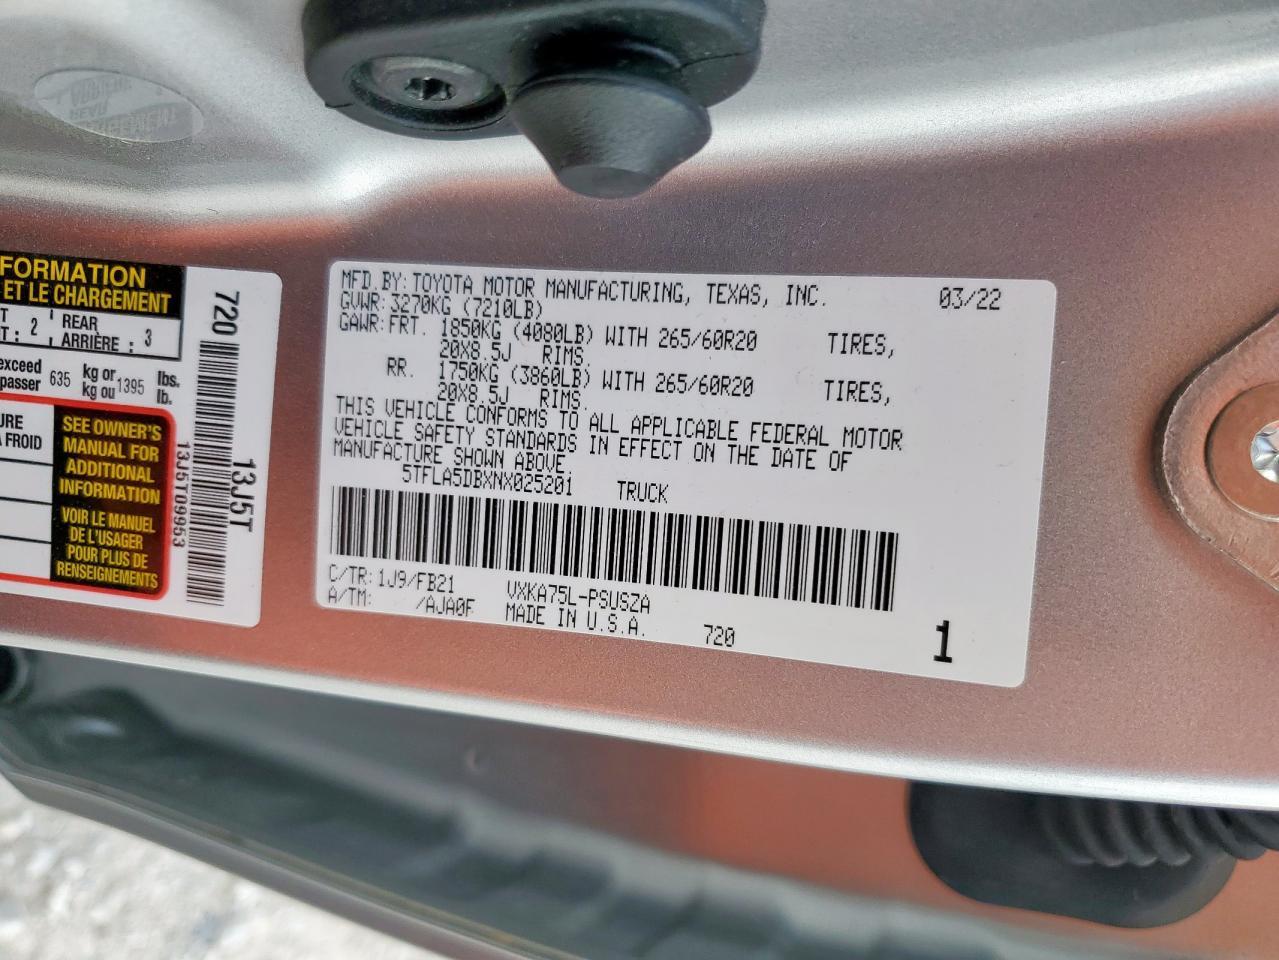 MFD.BY: TOYOTA MOTOR MANUFACTURING, TEXAS, INC. 03/22
GVWR: 3270KG (7210LB)
GAWR: FRT. 1850KG (4080LB) WITH 265/60R20 TIRES,
20X8.5J RIMS
RR. 1750KG (3860LB) WITH 265/60R20 TIRES,
20X8.5J RIMS.
THIS VEHICLE CONFORMS TO ALL APPLICABLE FEDERAL MOTOR
VEHICLE SAFETY STANDARDS IN EFFECT ON THE DATE OF
MANUFACTURE SHOWN ABOVE.
5TFLA5DBXNX025201 TRUCK
C/TR: 1J9/FB21 VXKA75L-PSUSZA
A/TM: /AJA0F MADE IN U.S.A. 720 1
FORMATION
ET LE CHARGEMENT
T : 2 REAR : 3
ARRIÈRE
exceed 635 kg or 1395 lbs.
passer kg ou lb.
URE
A FROID
SEE OWNER'S
MANUAL FOR
ADDITIONAL
INFORMATION
VOIR LE MANUEL
DE L'USAGER
POUR PLUS DE
RENSEIGNEMENTS
720
13J5T
13J5T09953
REAR